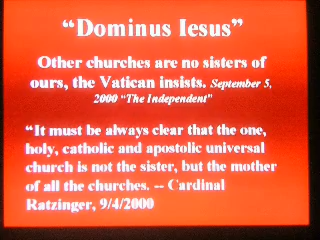 “Dominus Iesus”
Other churches are no sisters of
ours, the Vatican insists. September 5,
2000 “The Independent”
“It must be always clear that the one,
holy, catholic and apostolic universal
church is not the sister, but the mother
of all the churches. -- Cardinal
Ratzinger, 9/4/2000